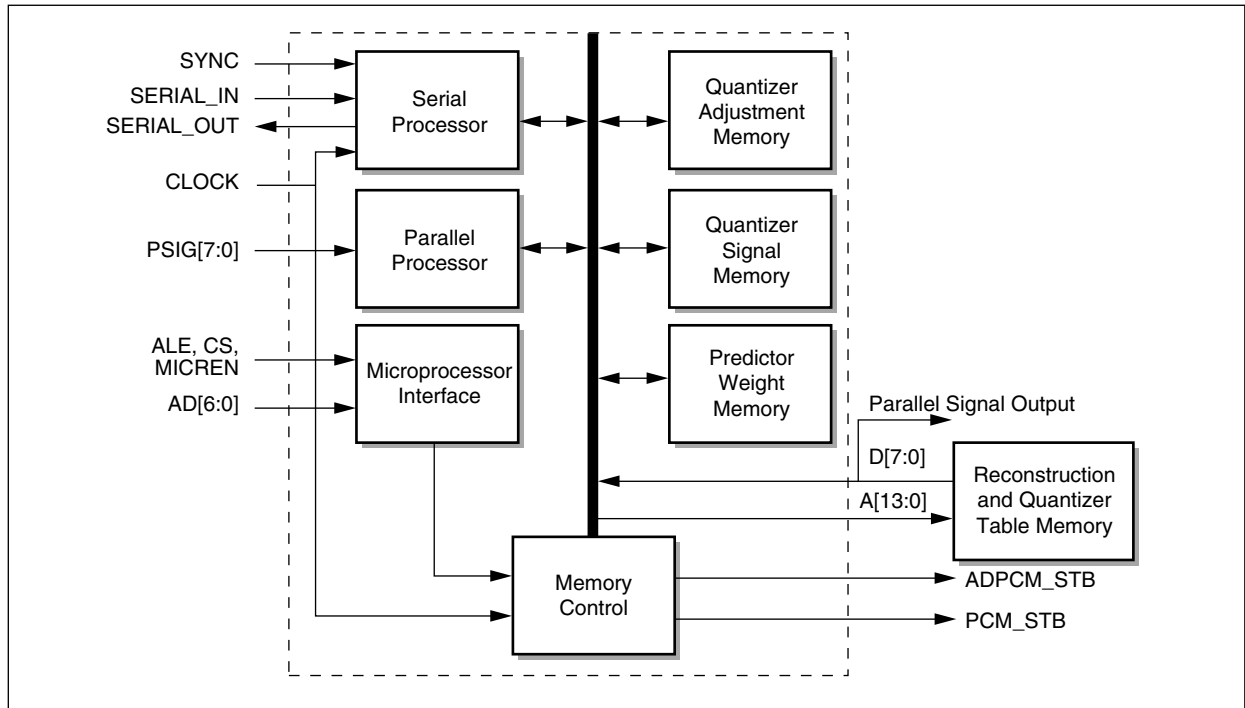 SYNC
SERIAL_IN
SERIAL_OUT
CLOCK
PSIG[7:0]
ALE, CS,
MICREN
AD[6:0]
Serial
Processor
Parallel
Processor
Microprocessor
Interface
Memory
Control
Quantizer
Adjustment
Memory
Quantizer
Signal
Memory
Predictor
Weight
Memory
Parallel Signal Output
D[7:0]
A[13:0]
Reconstruction
and Quantizer
Table Memory
ADPCM_STB
PCM_STB